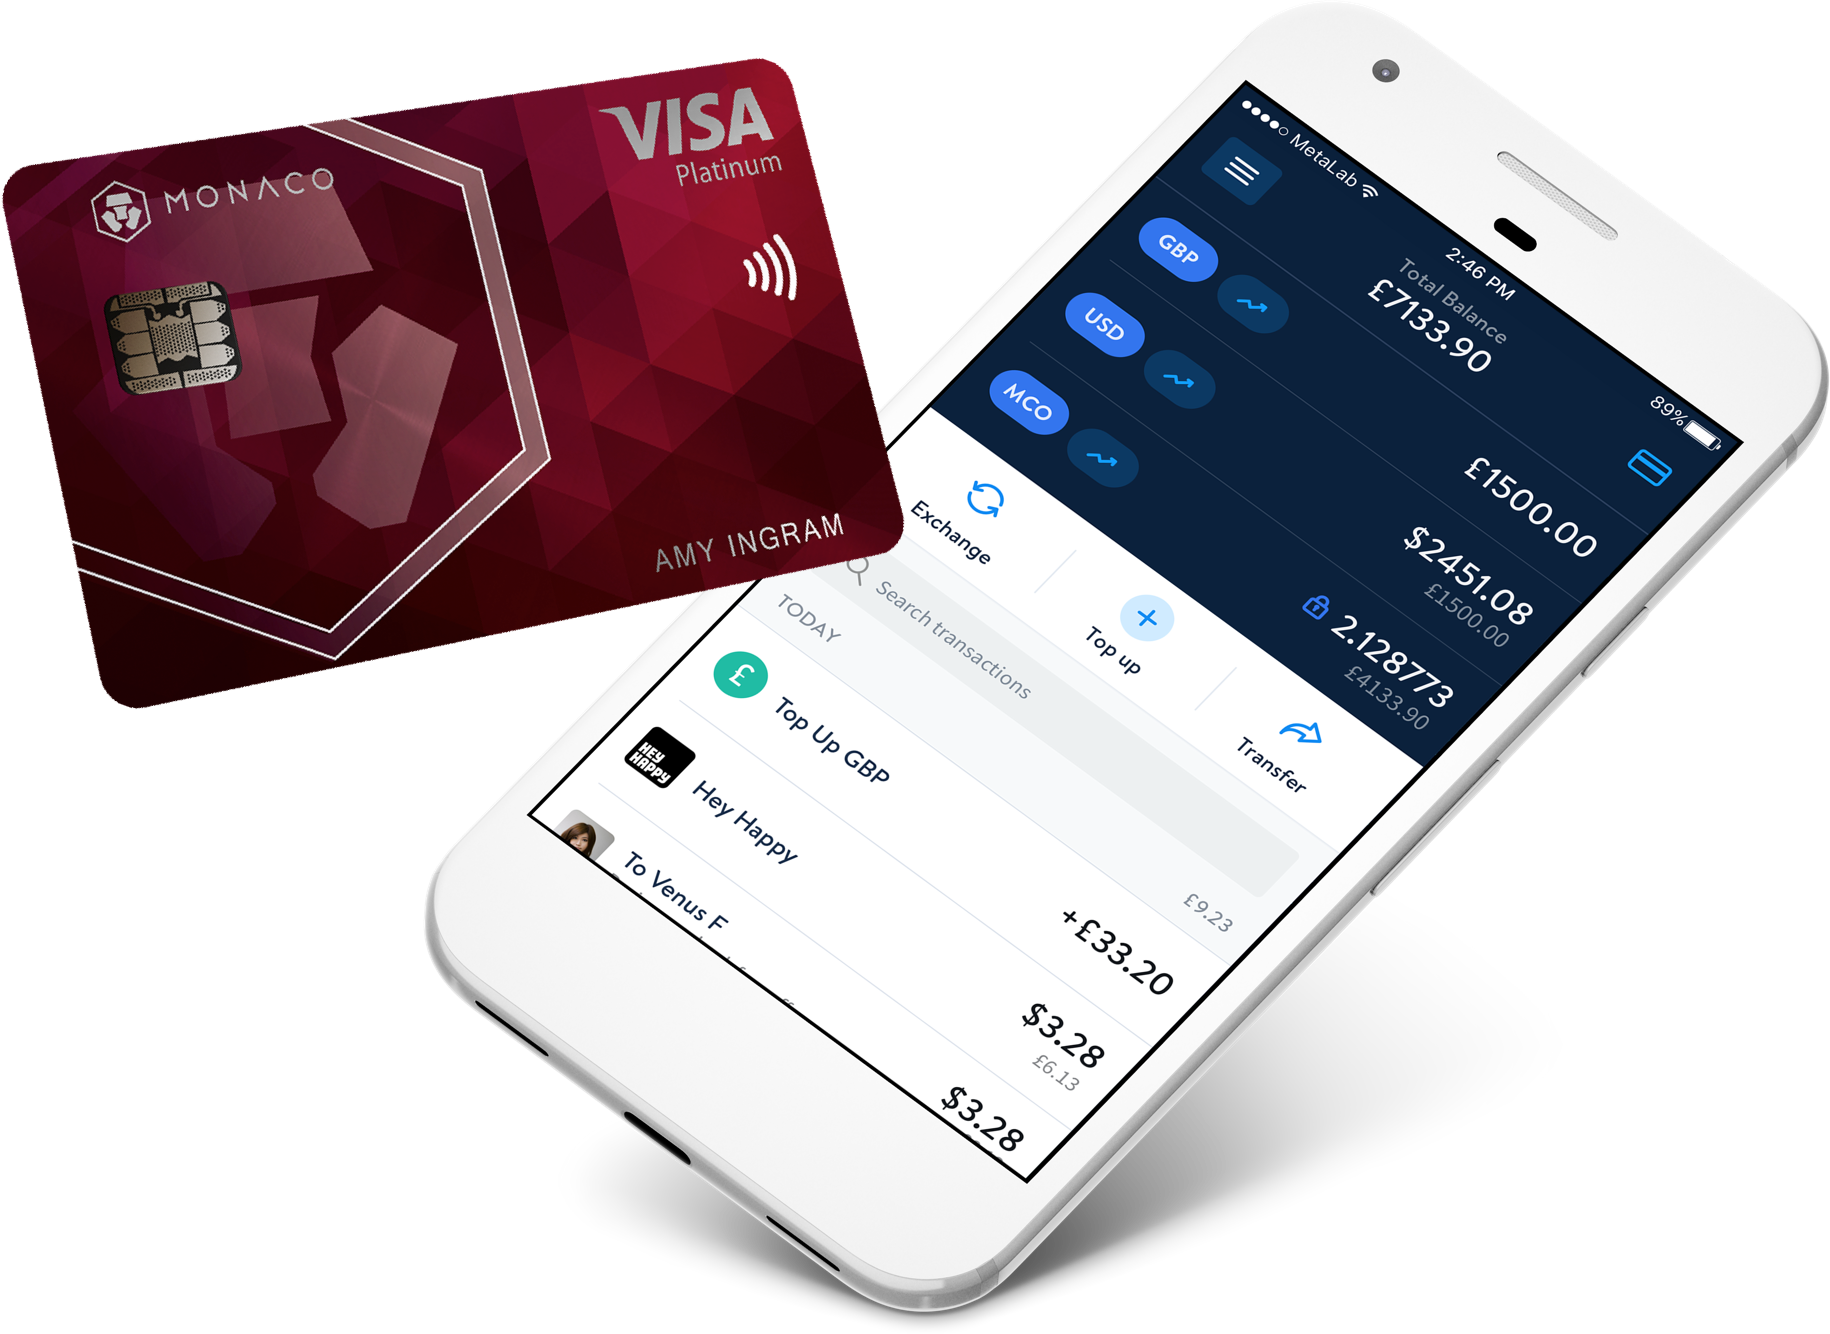 MONACO
VISA
Platinum
AMY INGRAM
MetaLab
2:46 PM
89%
Total Balance
£7133.90
GBP
£1500.00
USD
$2451.08
£1500.00
MCO
2.128773
£4133.90
Exchange
Top up
Transfer
Search transactions
TODAY
£9.23
£
Top Up GBP
+£33.20
HEY
HAPPY
Hey Happy
$3.28
£6.13
To Venus F
$3.28